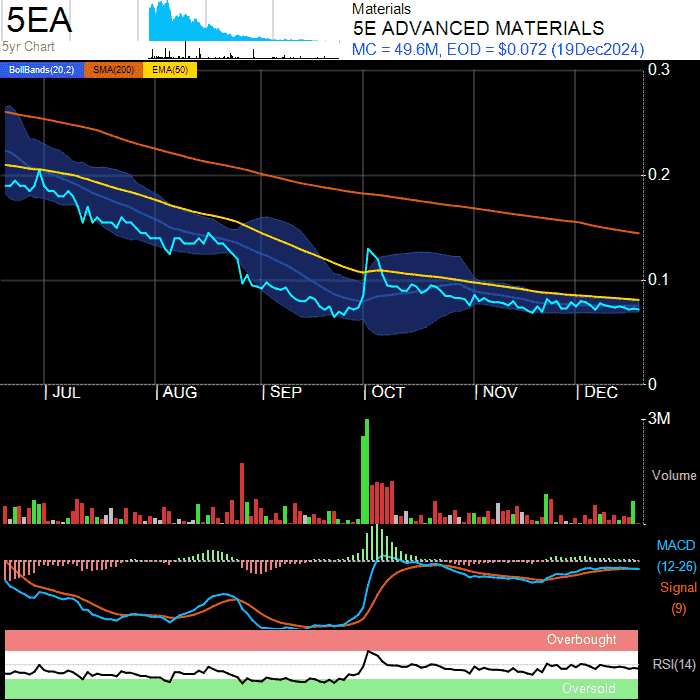 5EA
5yr Chart
Materials
5E ADVANCED MATERIALS
MC = 49.6M, EOD = $0.072 (19Dec2024)
BollBands(20,2) SMA(200) EMA(50)
0.3
0.2
0.1
0
JUL AUG SEP OCT NOV DEC
3M
Volume
MACD
(12-26)
Signal
(9)
Overbought
RSI(14)
Oversold